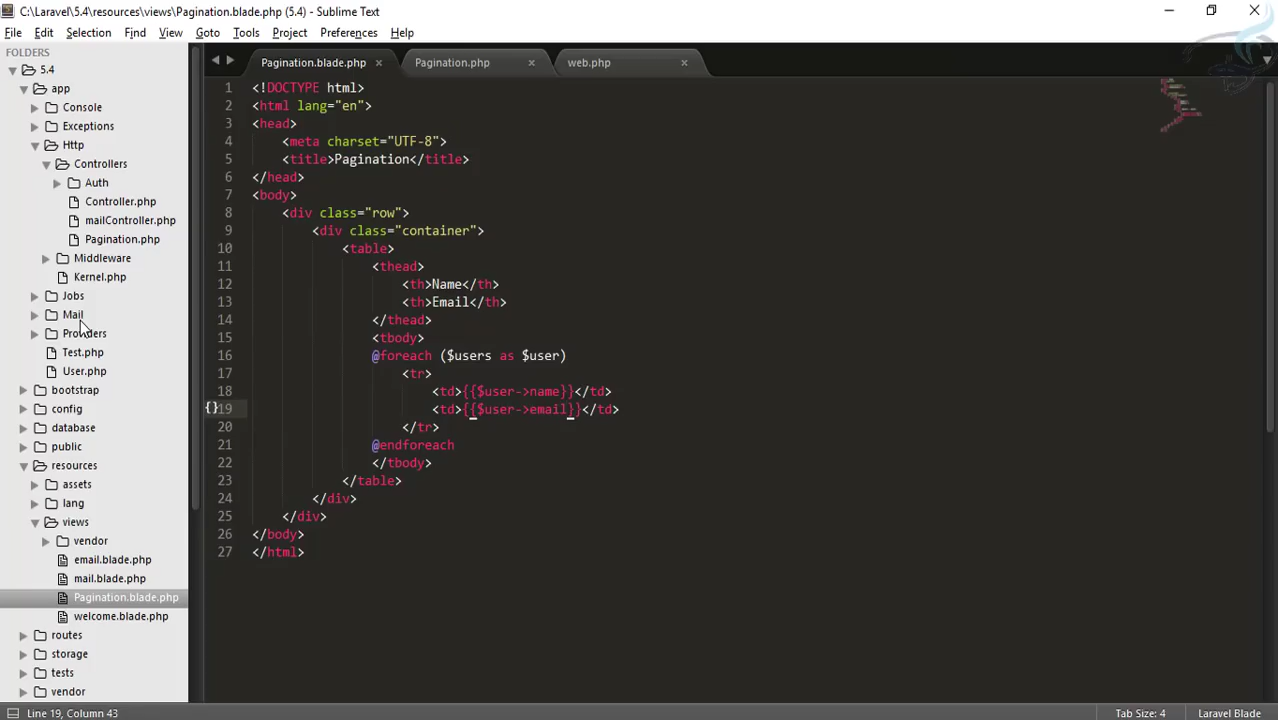 C:\Laravel\5.4\resources\views\Pagination.blade.php (5.4) - Sublime Text
File Edit Selection Find View Goto Tools Project Preferences Help
FOLDERS
5.4
app
Console
Exceptions
Http
Controllers
Auth
Controller.php
mailController.php
Pagination.php
Middleware
Kernel.php
Jobs
Mail
Providers
Test.php
User.php
bootstrap
config
database
public
resources
assets
lang
views
vendor
email.blade.php
mail.blade.php
Pagination.blade.php
welcome.blade.php
routes
storage
tests
vendor
Pagination.blade.php × Pagination.php × web.php ×
1 <!DOCTYPE html>
2 <html lang="en">
3 <head>
4 <meta charset="UTF-8">
5 <title>Pagination</title>
6 </head>
7 <body>
8 <div class="row">
9 <div class="container">
10 <table>
11 <thead>
12 <th>Name</th>
13 <th>Email</th>
14 </thead>
15 <tbody>
16 @foreach ($users as $user)
17 <tr>
18 <td>{{$user->name}}</td>
{} 19 <td>{{$user->email}}</td>
20 </tr>
21 @endforeach
22 </tbody>
23 </table>
24 </div>
25 </div>
26 </body>
27 </html>
Line 19, Column 43 Tab Size: 4 Laravel Blade